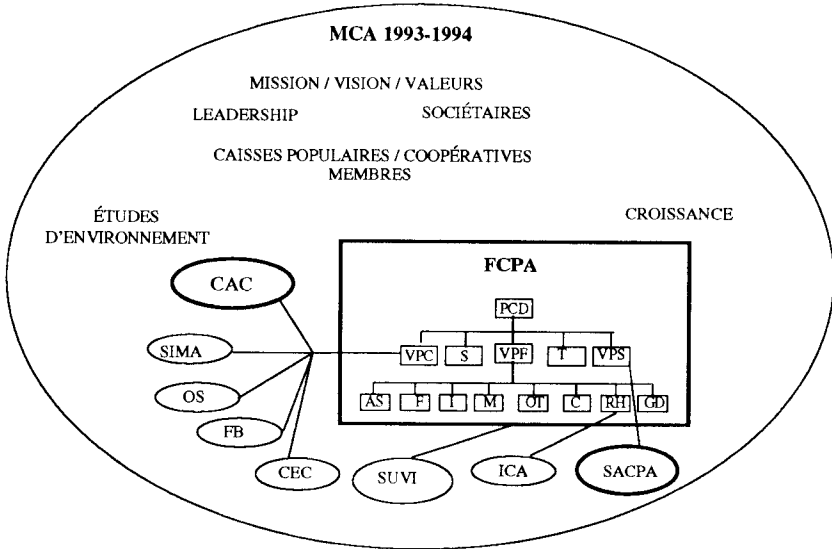 MCA 1993-1994
MISSION / VISION / VALEURS
LEADERSHIP
SOCIÉTAIRES
CAISSES POPULAIRES / COOPÉRATIVES
MEMBRES
ÉTUDES
D'ENVIRONNEMENT
CROISSANCE
FCPA
CAC
PCD
SIMA
VPC
S
VPF
T
VPS
OS
AS
F
I
M
OT
C
RH
GD
FB
CEC
SUVI
ICA
SACPA